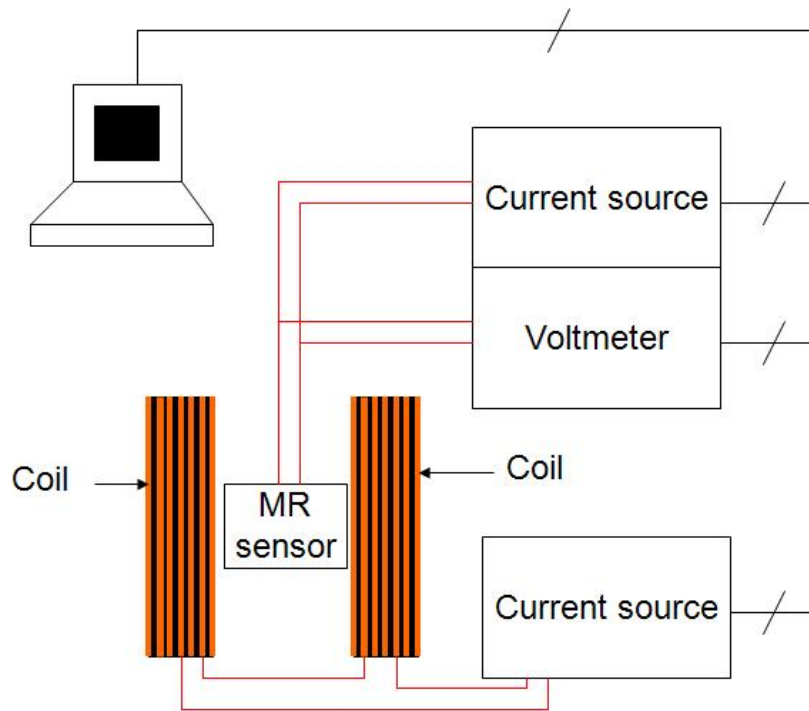 Current source
Voltmeter
Coil
Coil
MR
sensor
Current source